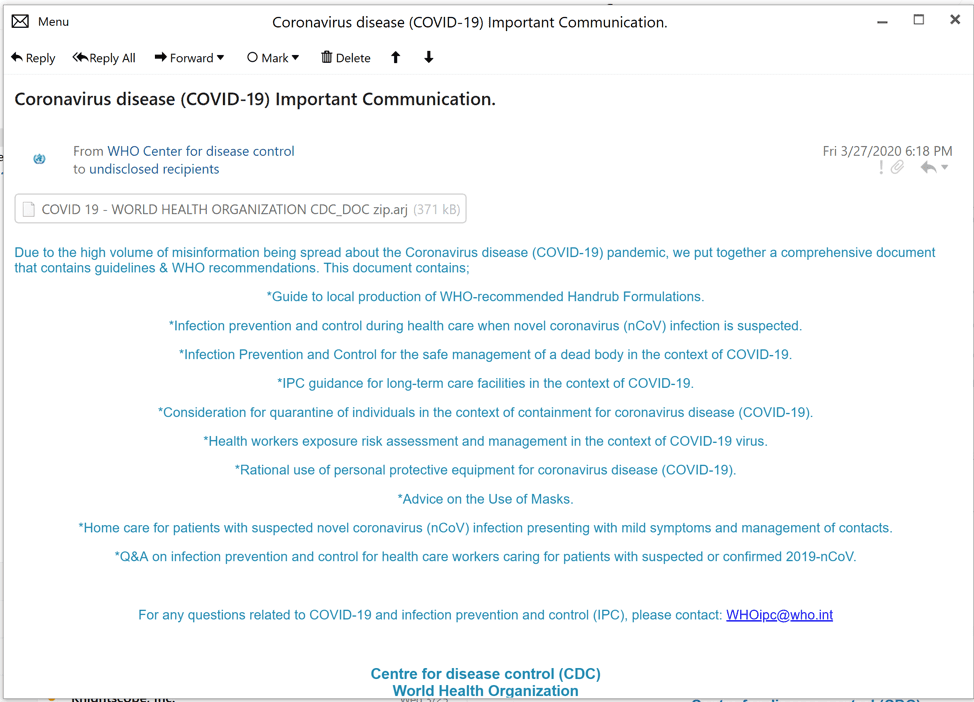 Menu
Coronavirus disease (COVID-19) Important Communication.
Reply
Reply All
Forward
Mark
Delete
Coronavirus disease (COVID-19) Important Communication.
From WHO Center for disease control
Fri 3/27/2020 6:18 PM
to undisclosed recipients
COVID 19 - WORLD HEALTH ORGANIZATION CDC_DOC zip.arj (371 kB)
Due to the high volume of misinformation being spread about the Coronavirus disease (COVID-19) pandemic, we put together a comprehensive document
that contains guidelines & WHO recommendations. This document contains;
*Guide to local production of WHO-recommended Handrub Formulations.
*Infection prevention and control during health care when novel coronavirus (nCoV) infection is suspected.
*Infection Prevention and Control for the safe management of a dead body in the context of COVID-19.
*IPC guidance for long-term care facilities in the context of COVID-19.
*Consideration for quarantine of individuals in the context of containment for coronavirus disease (COVID-19).
*Health workers exposure risk assessment and management in the context of COVID-19 virus.
*Rational use of personal protective equipment for coronavirus disease (COVID-19).
*Advice on the Use of Masks.
*Home care for patients with suspected novel coronavirus (nCoV) infection presenting with mild symptoms and management of contacts.
*Q&A on infection prevention and control for health care workers caring for patients with suspected or confirmed 2019-nCoV.
For any questions related to COVID-19 and infection prevention and control (IPC), please contact: WHOipc@who.int
Centre for disease control (CDC)
World Health Organization